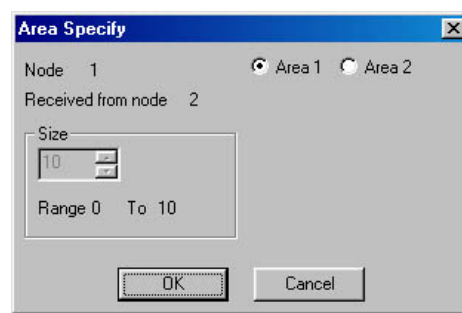 Area Specify
Node 1
Area 1 Area 2
Received from node 2
Size
10
Range 0 To 10
OK Cancel